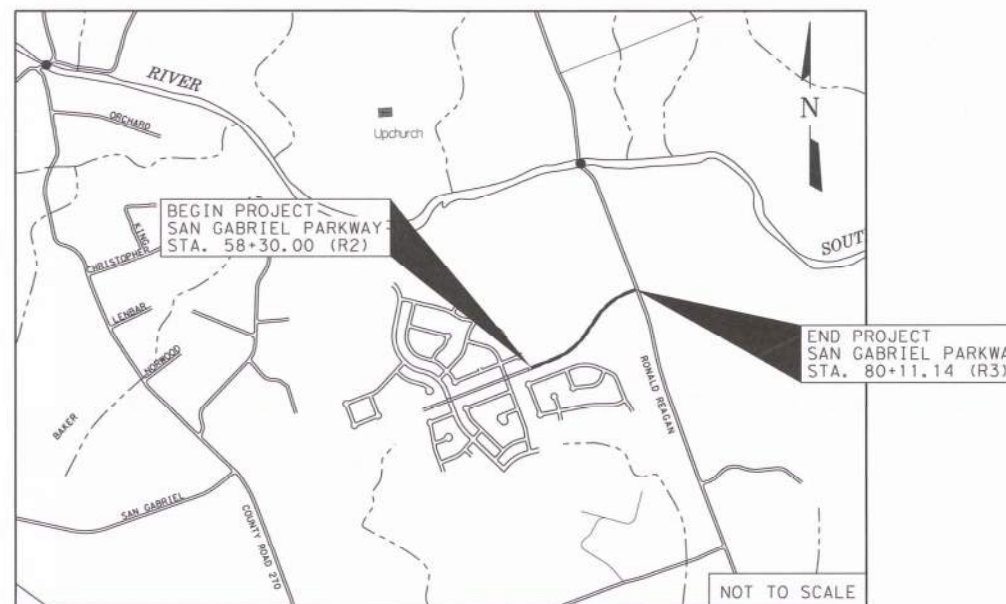 RIVER
ORCHARD
Upchurch
N
BEGIN PROJECT
SAN GABRIEL PARKWAY
STA. 58+30.00 (R2)
KING
CHRISTOPHER
SOUT
LENBAR
NORWOOD
END PROJECT
SAN GABRIEL PARKWA
STA. 80+11.14 (R3)
RONALD REAGAN
BAKER
SAN GABRIEL
COUNTY ROAD 270
NOT TO SCALE